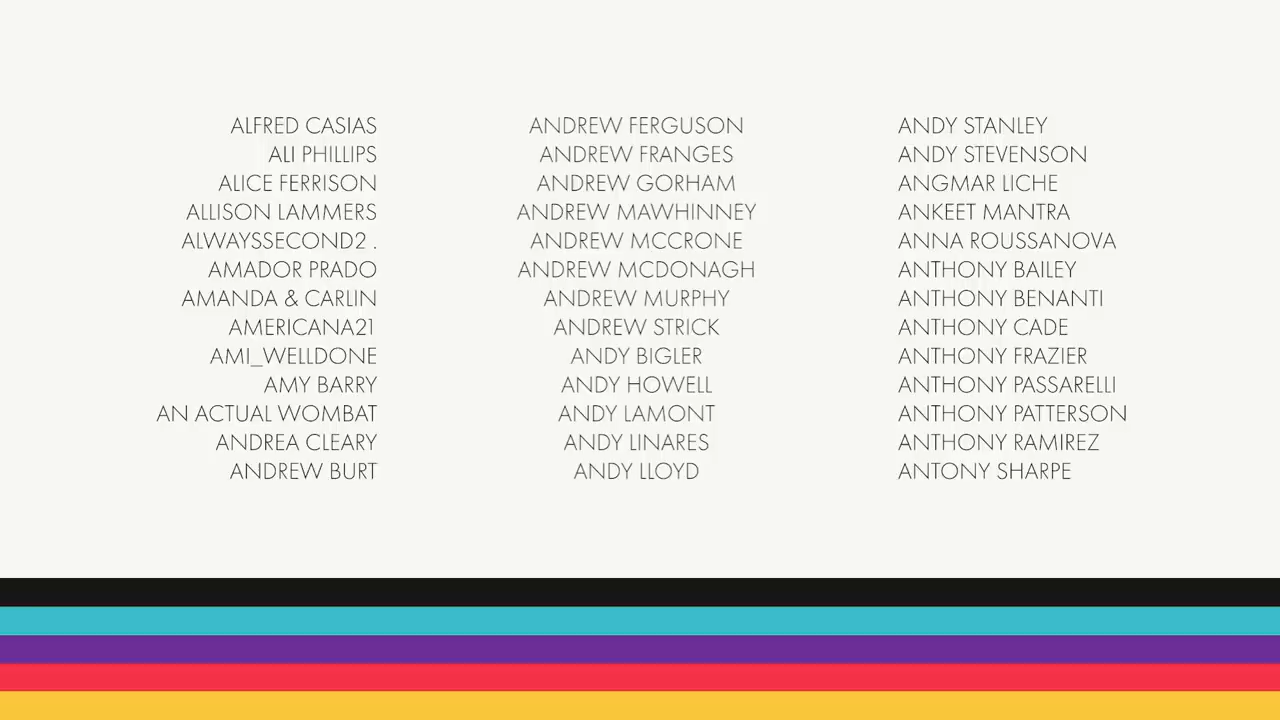 ALFRED CASIAS
ALI PHILLIPS
ALICE FERRISON
ALLISON LAMMERS
ALWAYSSECOND2 .
AMADOR PRADO
AMANDA & CARLIN
AMERICANA21
AMI_WELLDONE
AMY BARRY
AN ACTUAL WOMBAT
ANDREA CLEARY
ANDREW BURT
ANDREW FERGUSON
ANDREW FRANGES
ANDREW GORHAM
ANDREW MAWHINNEY
ANDREW MCCRONE
ANDREW MCDONAGH
ANDREW MURPHY
ANDREW STRICK
ANDY BIGLER
ANDY HOWELL
ANDY LAMONT
ANDY LINARES
ANDY LLOYD
ANDY STANLEY
ANDY STEVENSON
ANGMAR LICHE
ANKEET MANTRA
ANNA ROUSSANOVA
ANTHONY BAILEY
ANTHONY BENANTI
ANTHONY CADE
ANTHONY FRAZIER
ANTHONY PASSARELLI
ANTHONY PATTERSON
ANTHONY RAMIREZ
ANTONY SHARPE